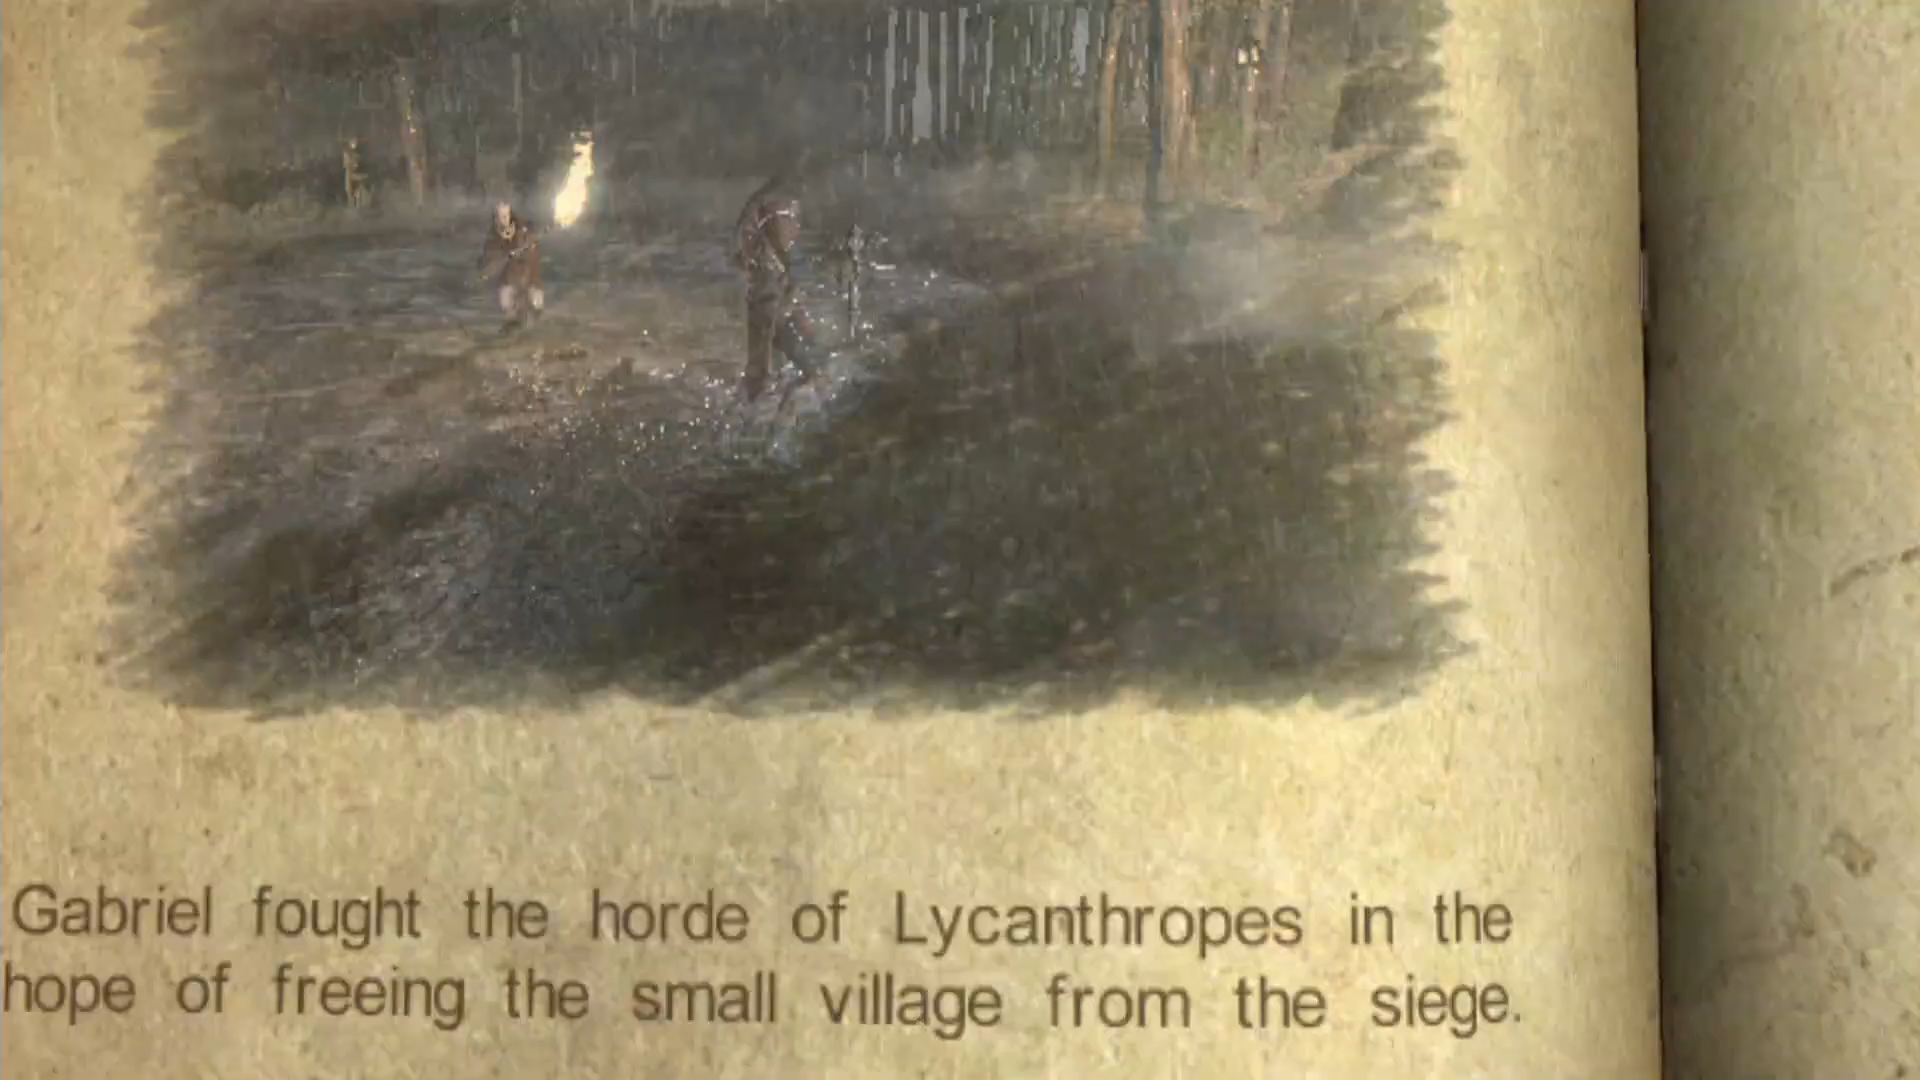 Gabriel fought the horde of Lycanthropes in the
hope of freeing the small village from the siege.